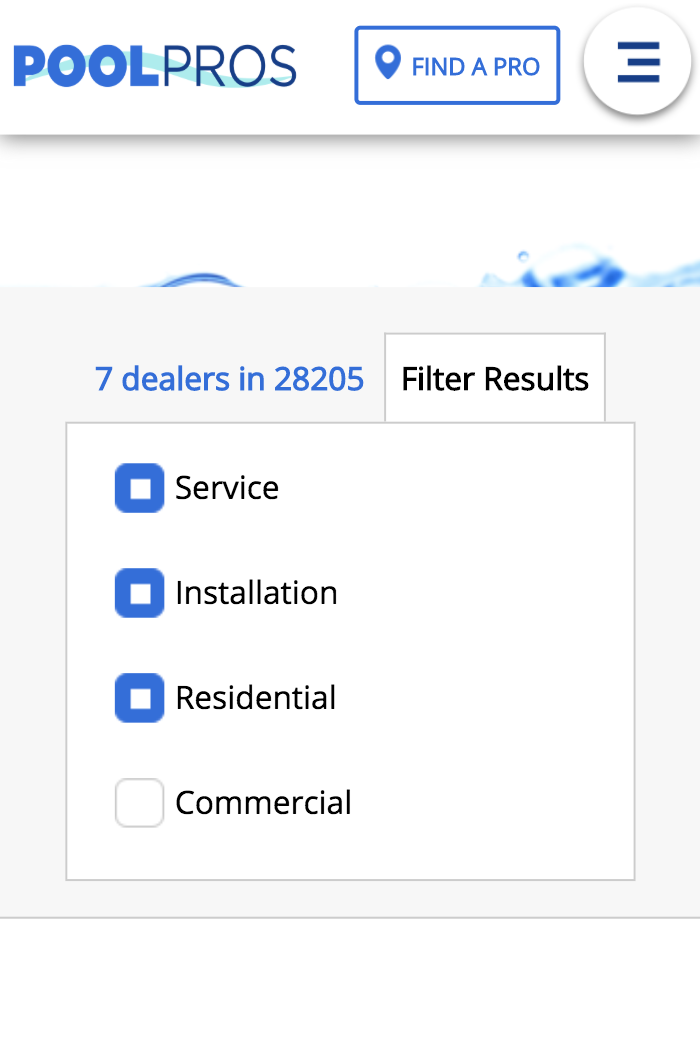 POOLPROS
FIND A PRO
7 dealers in 28205
Filter Results
Service
Installation
Residential
Commercial